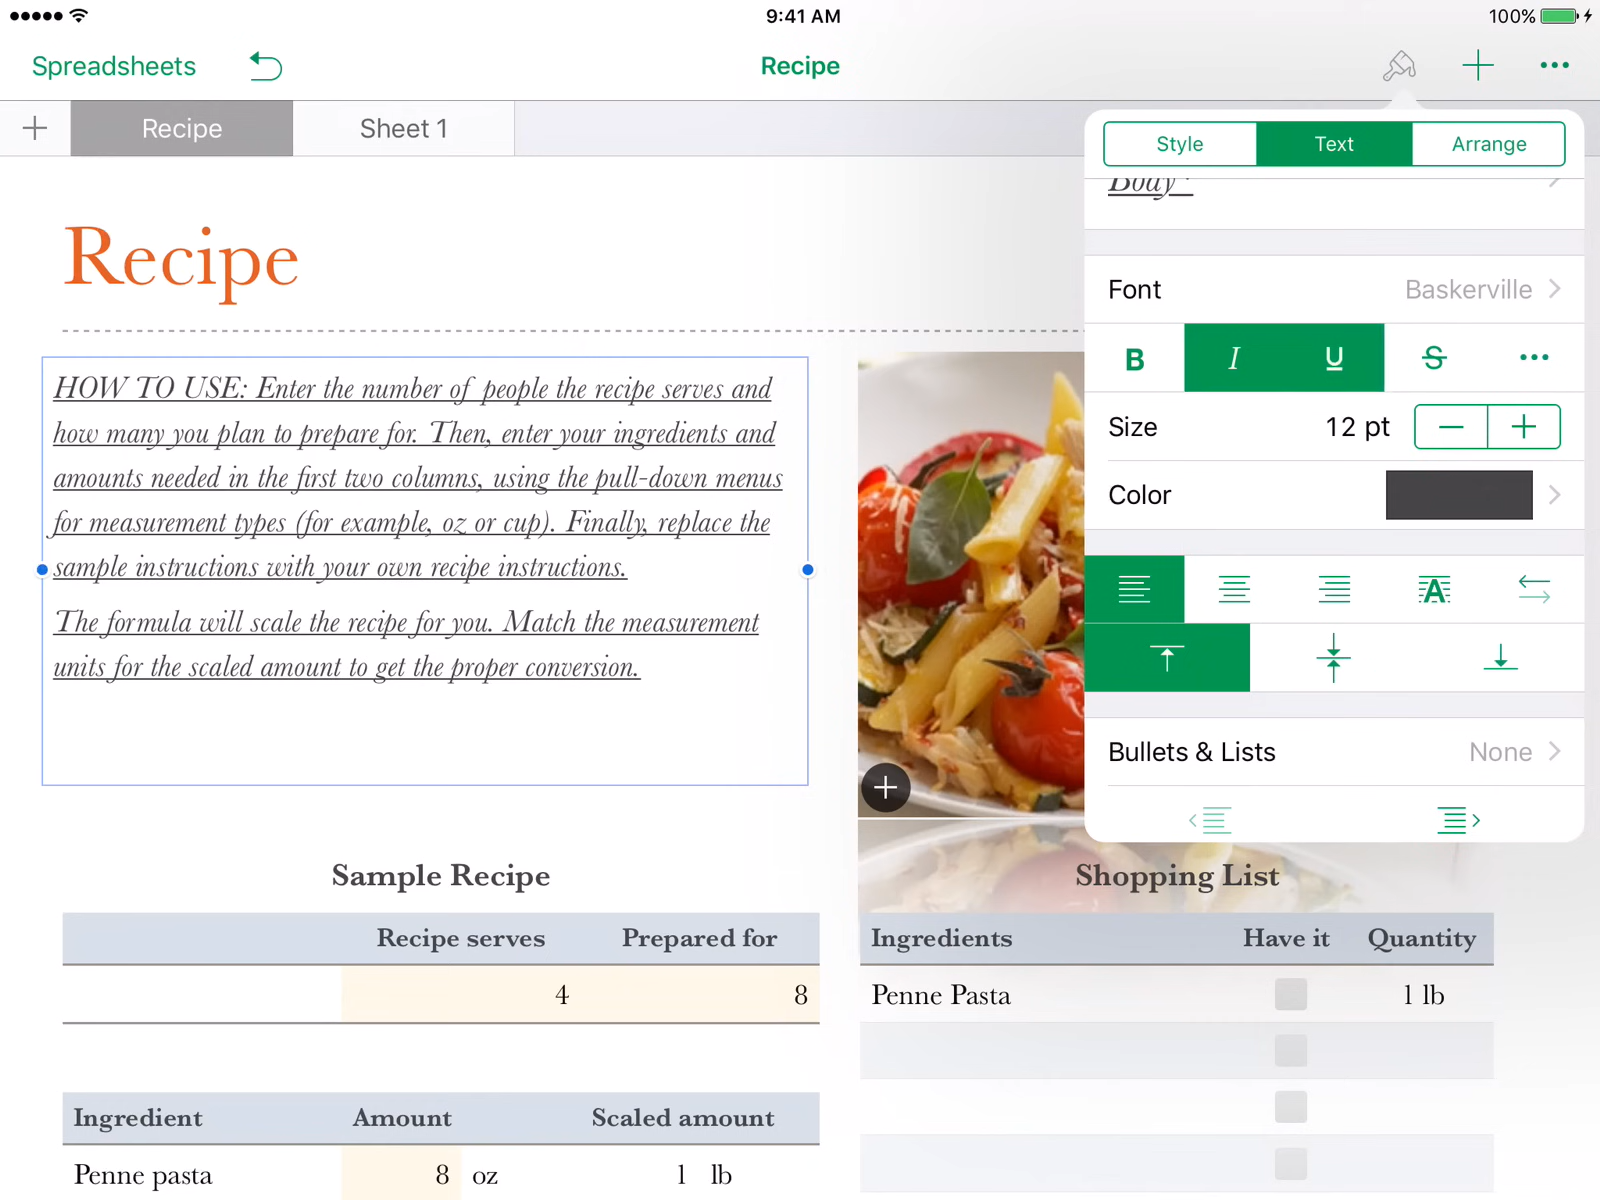 9:41 AM
100%
Spreadsheets
Recipe
Recipe
Sheet 1
Style
Text
Arrange
Body*
Recipe
Font
Baskerville
B
I
U
S
HOW TO USE: Enter the number of people the recipe serves and
how many you plan to prepare for. Then, enter your ingredients and
amounts needed in the first two columns, using the pull-down menus
for measurement types (for example, oz or cup). Finally, replace the
sample instructions with your own recipe instructions.
The formula will scale the recipe for you. Match the measurement
units for the scaled amount to get the proper conversion.
Size
12 pt
Color
A
Bullets & Lists
None
Sample Recipe
Recipe serves
Prepared for
4
8
Ingredient
Amount
Scaled amount
Penne pasta
8 oz
1 lb
Shopping List
Ingredients
Have it
Quantity
Penne Pasta
1 lb